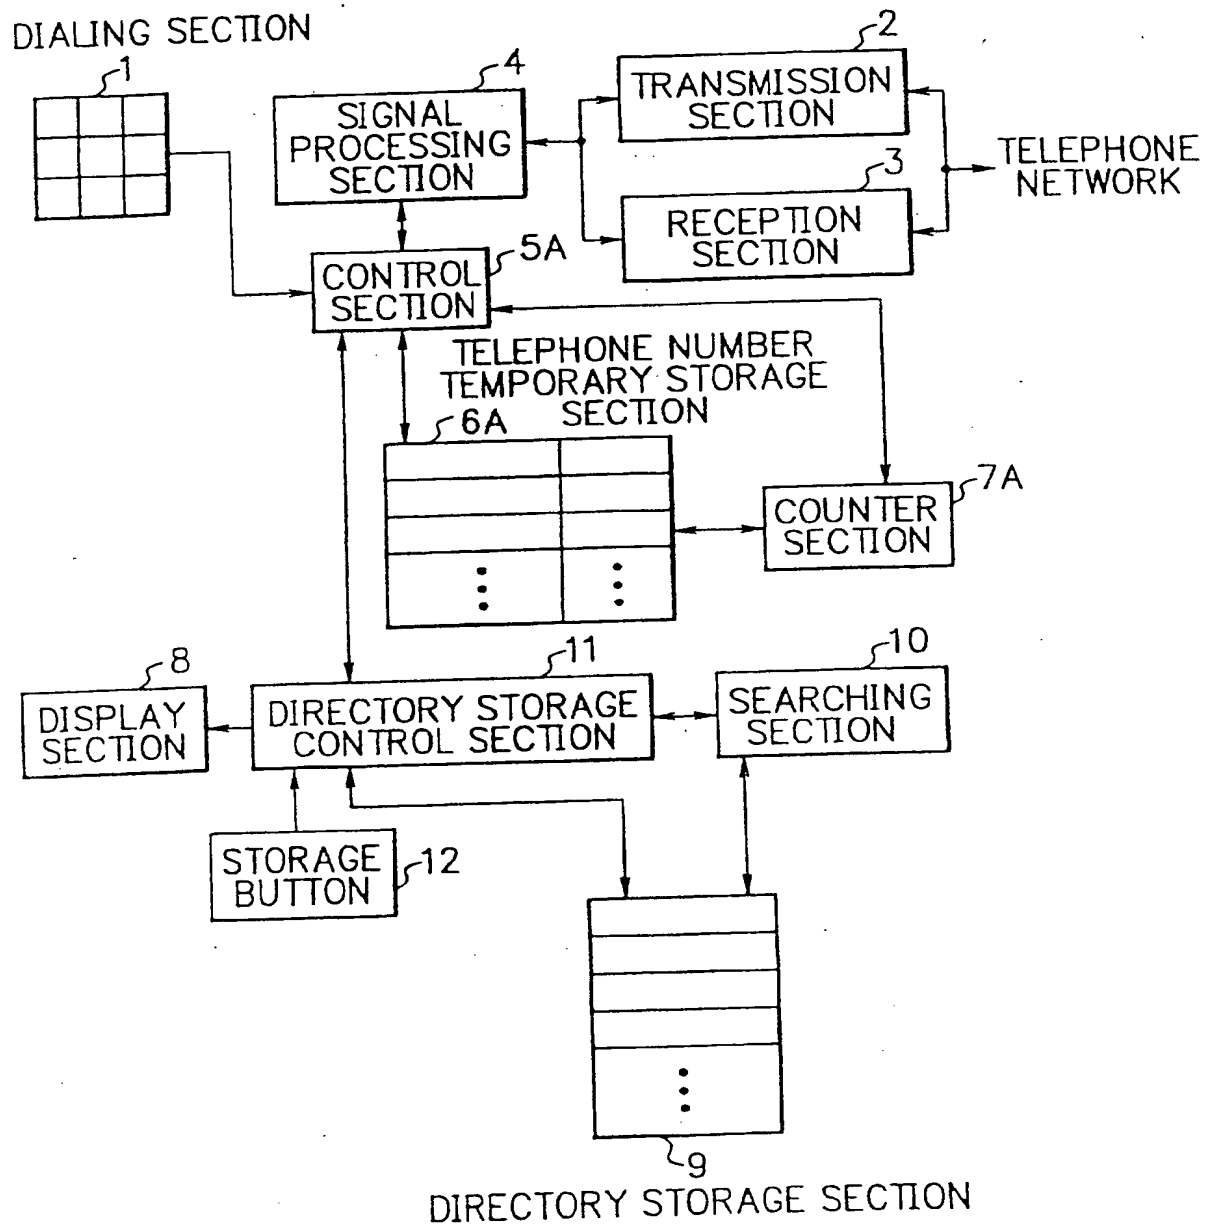 DIALING SECTION
1
4
SIGNAL
PROCESSING
SECTION
2
TRANSMISSION
SECTION
3
RECEPTION
SECTION
TELEPHONE
NETWORK
5A
CONTROL
SECTION
TELEPHONE NUMBER
TEMPORARY STORAGE
SECTION
6A
7A
COUNTER
SECTION
8
DISPLAY
SECTION
11
DIRECTORY STORAGE
CONTROL SECTION
10
SEARCHING
SECTION
STORAGE
BUTTON
12
9
DIRECTORY STORAGE SECTION